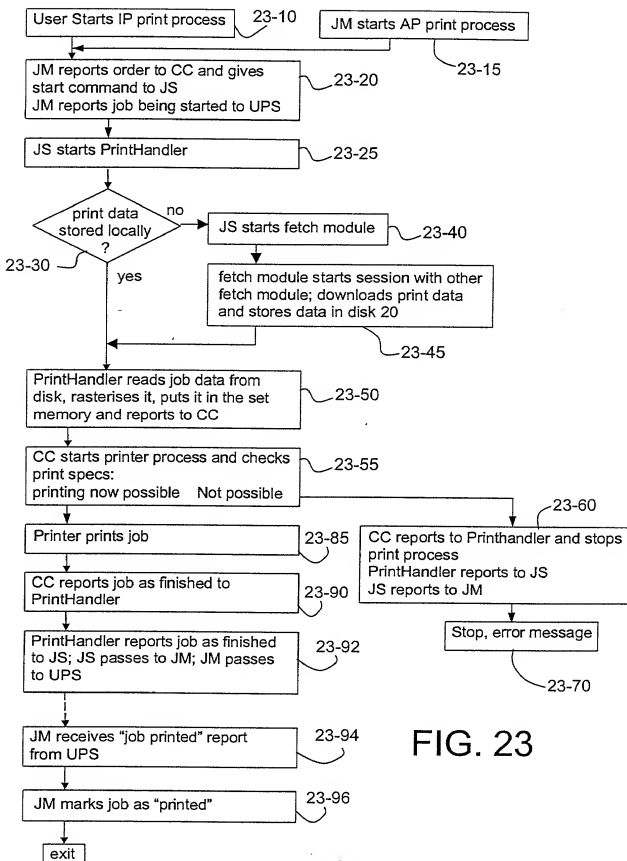 User Starts IP print process
23-10
JM starts AP print process
23-15
JM reports order to CC and gives
start command to JS
JM reports job being started to UPS
23-20
JS starts PrintHandler
23-25
print data
stored locally
?
no
23-30
yes
JS starts fetch module
23-40
fetch module starts session with other
fetch module; downloads print data
and stores data in disk 20
23-45
PrintHandler reads job data from
disk, rasterises it, puts it in the set
memory and reports to CC
23-50
CC starts printer process and checks
print specs:
printing now possible Not possible
23-55
23-60
CC reports to Printhandler and stops
print process
PrintHandler reports to JS
JS reports to JM
Printer prints job
23-85
CC reports job as finished to
PrintHandler
23-90
Stop, error message
23-70
PrintHandler reports job as finished
to JS; JS passes to JM; JM passes
to UPS
23-92
JM receives "job printed" report
from UPS
23-94
FIG. 23
JM marks job as "printed"
23-96
exit